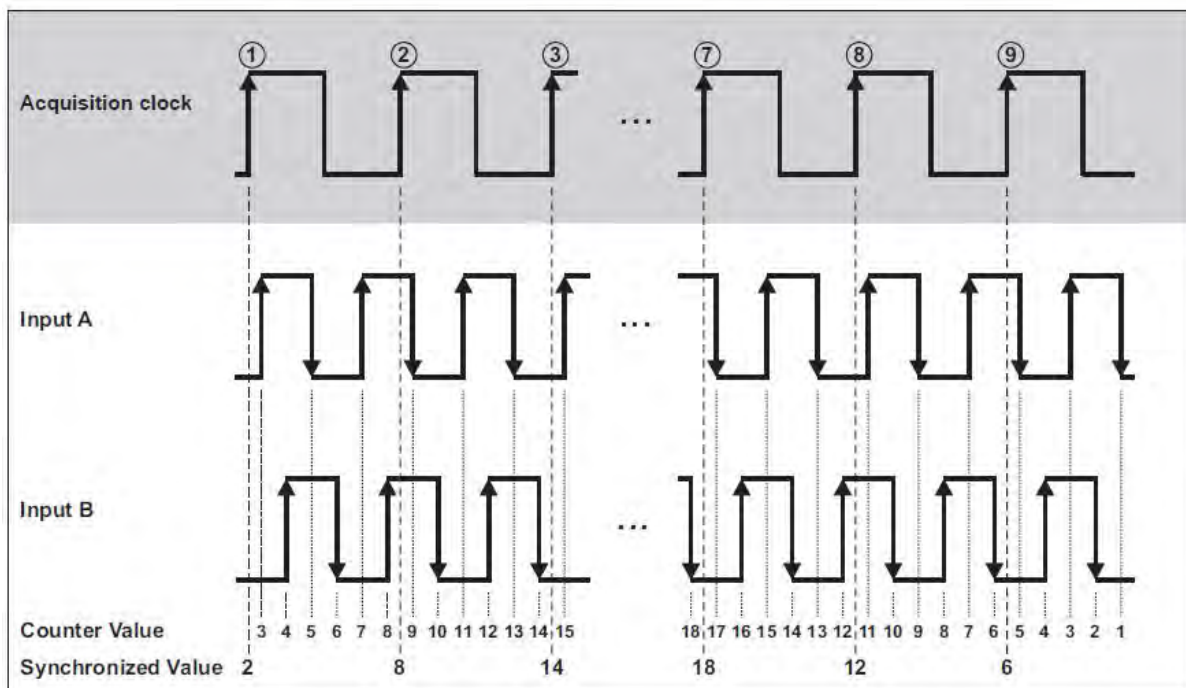 ① ② ③ ⑦ ⑧ ⑨
Acquisition clock
...
Input A
...
Input B
...
Counter Value 3 4 5 6 7 8 9 10 11 12 13 14 15 18 17 16 15 14 13 12 11 10 9 8 7 6 5 4 3 2 1
Synchronized Value 2 8 14 18 12 6